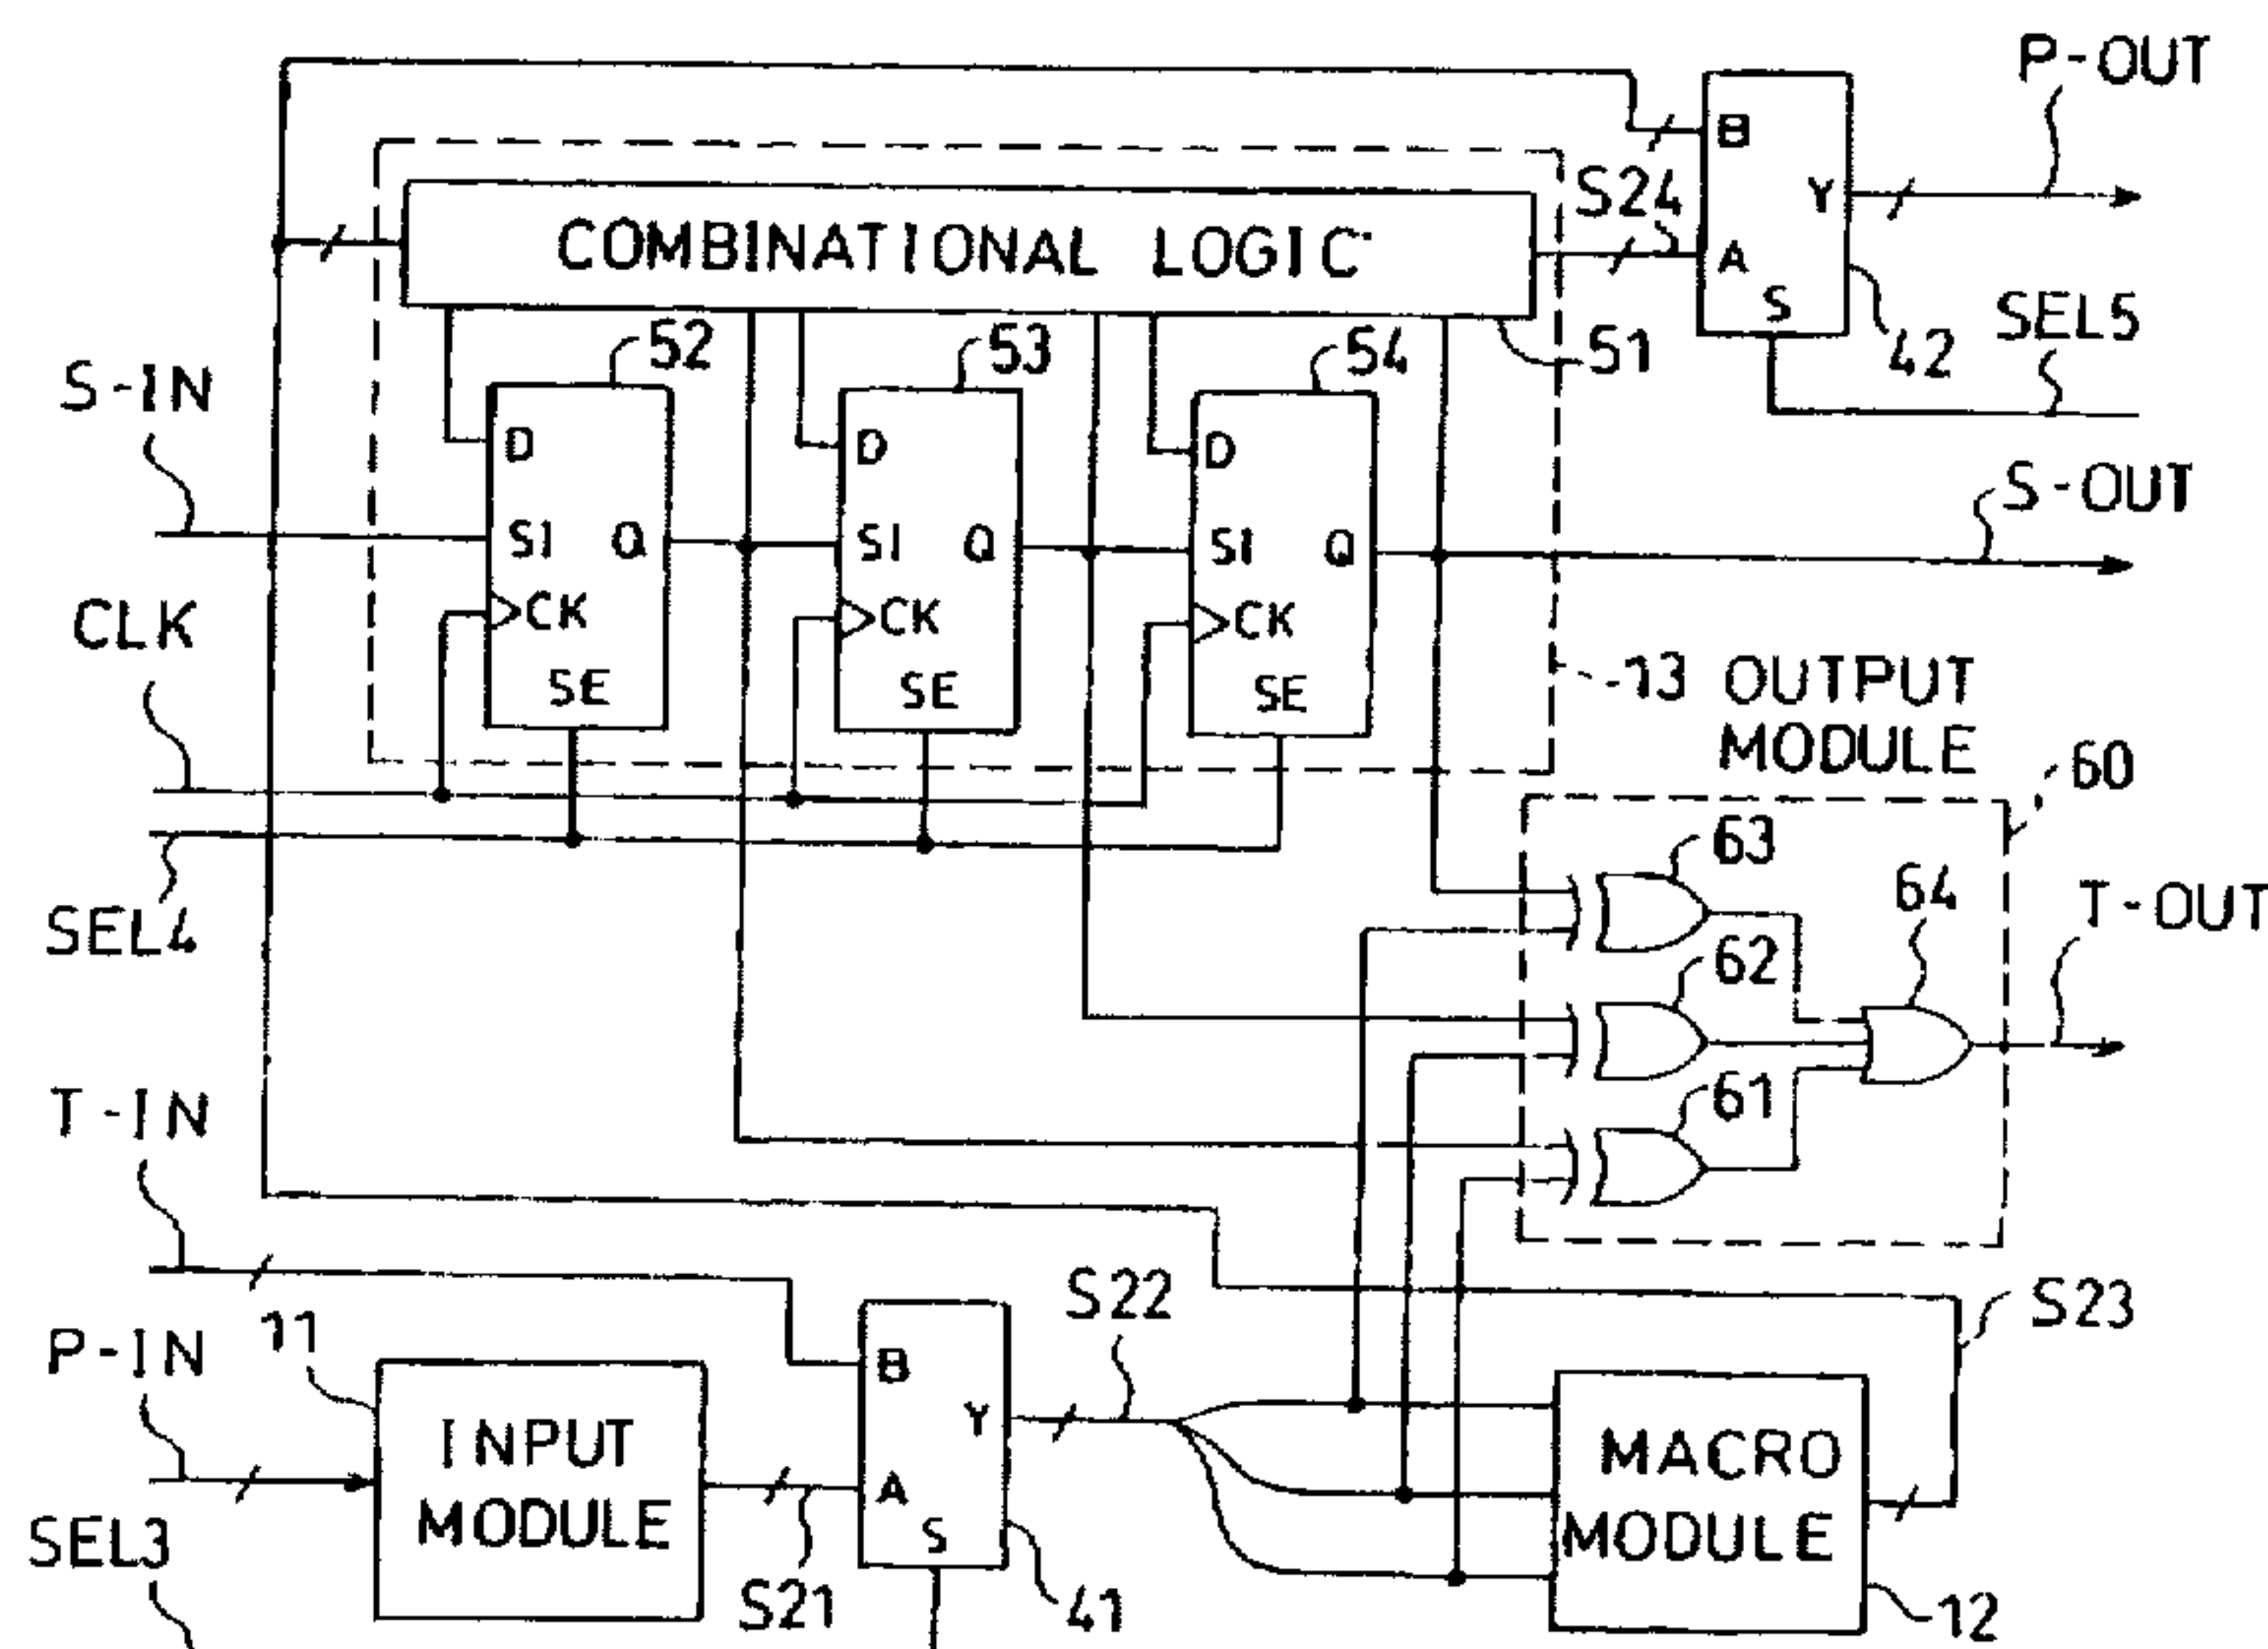 P-OUT
B
S24
Y
COMBINATIONAL LOGIC
A
S
SEL5
52
53
54
51
42
S-IN
D
D
D
S-OUT
SI
Q
SI
Q
SI
Q
CLK
CK
CK
CK
SE
SE
SE
13 OUTPUT
MODULE
60
63
64
SEL4
T-OUT
62
61
T-IN
S22
S23
P-IN
11
B
INPUT
MODULE
Y
MACRO
MODULE
A
SEL3
S
S21
41
12